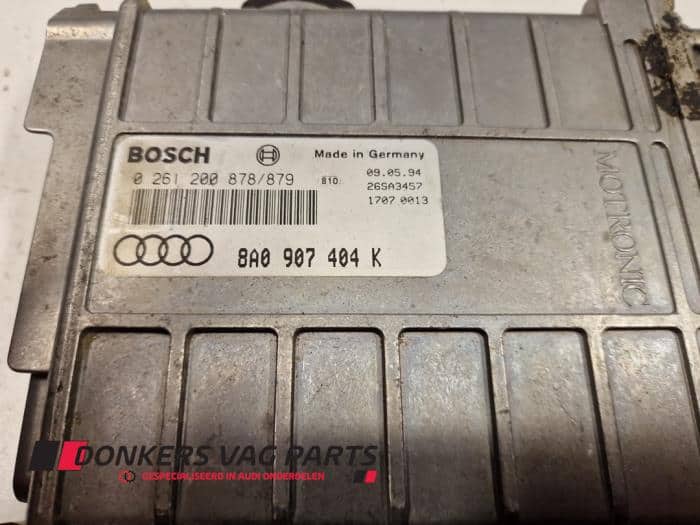 BOSCH
Made in Germany
0 261 200 878/879
810
09.05.94
26SA3457
1707 0013
8A0 907 404 K
MOTRONIC
DONKERS VAG PARTS
GESPECIALISEERD IN AUDI ONDERDELEN